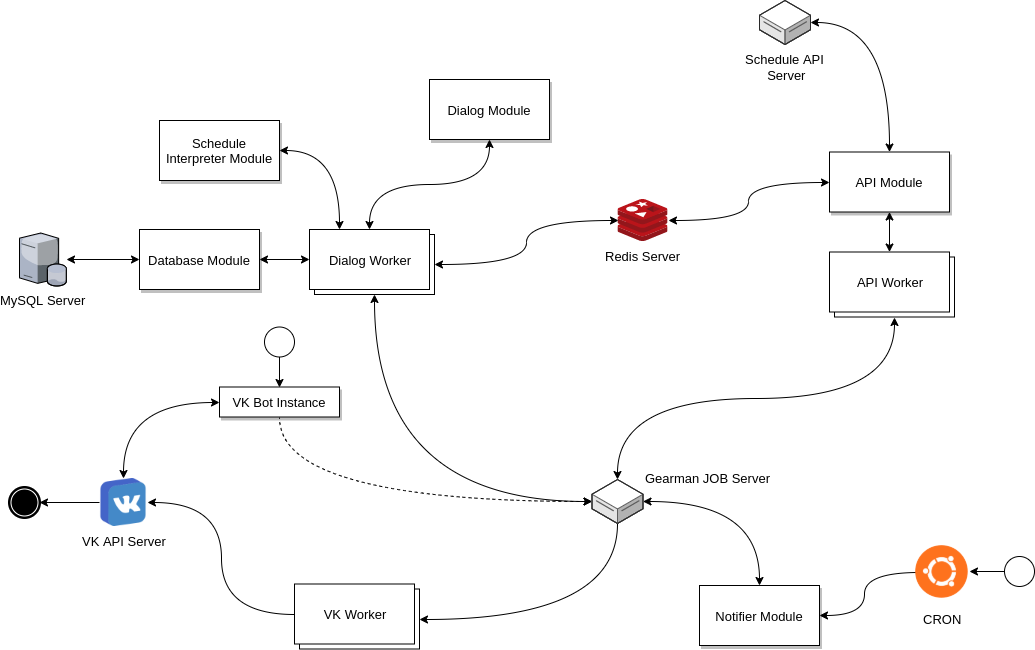 Schedule API
Server
Dialog Module
Schedule
Interpreter Module
API Module
Database Module
Dialog Worker
Redis Server
API Worker
MySQL Server
VK Bot Instance
Gearman JOB Server
VK API Server
VK Worker
Notifier Module
CRON